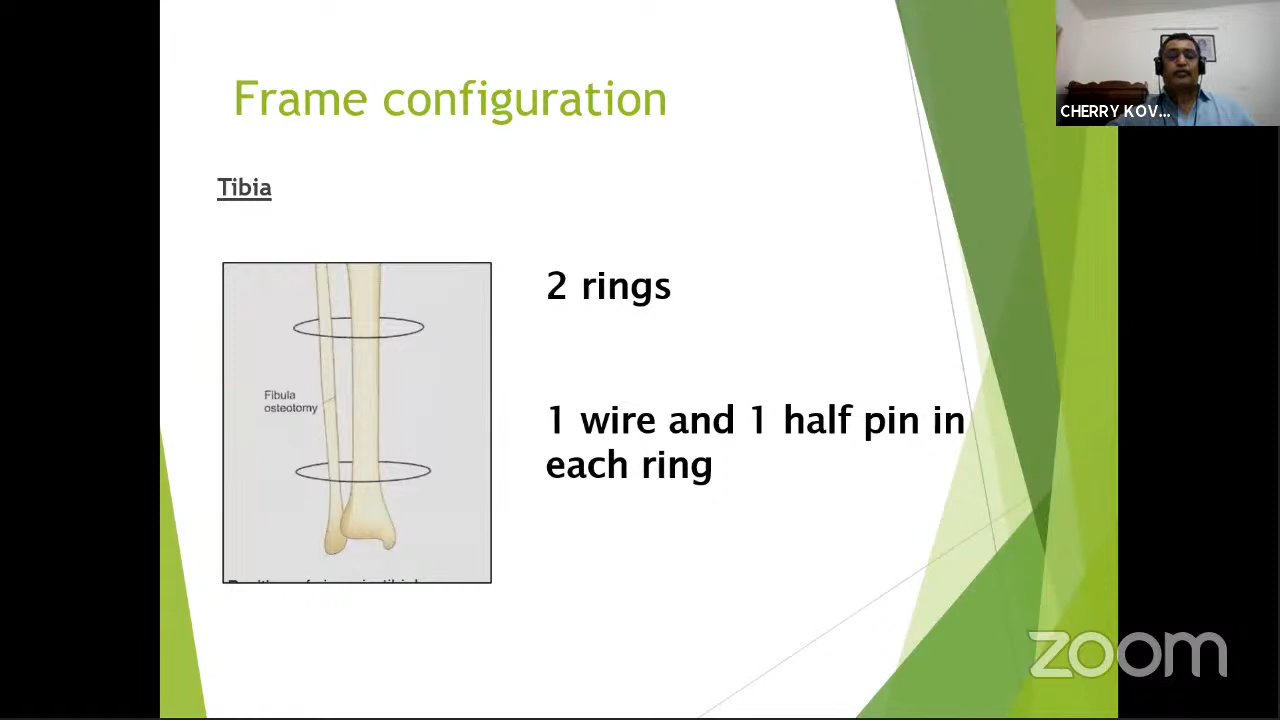 Frame configuration
CHERRY KOV...
Tibia
2 rings
Fibula
osteotomy
1 wire and 1 half pin in
each ring
zoom